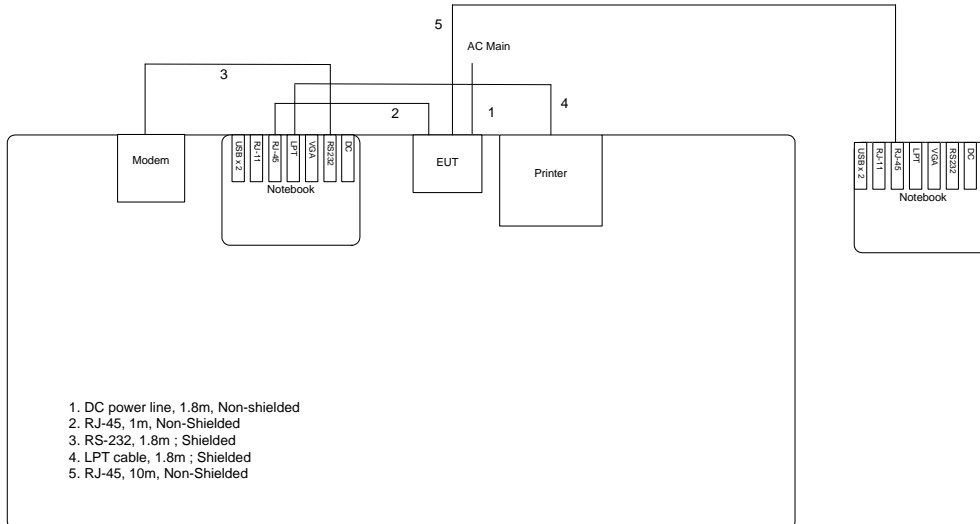 5
AC Main
3
2
1
4
Modem
USB x 2
RJ-11
RJ-45
LPT
VGA
RS232
DC
Notebook
EUT
Printer
USB x 2
RJ-11
RJ-45
LPT
VGA
RS232
DC
Notebook
1. DC power line, 1.8m, Non-shielded
2. RJ-45, 1m, Non-Shielded
3. RS-232, 1.8m ; Shielded
4. LPT cable, 1.8m ; Shielded
5. RJ-45, 10m, Non-Shielded